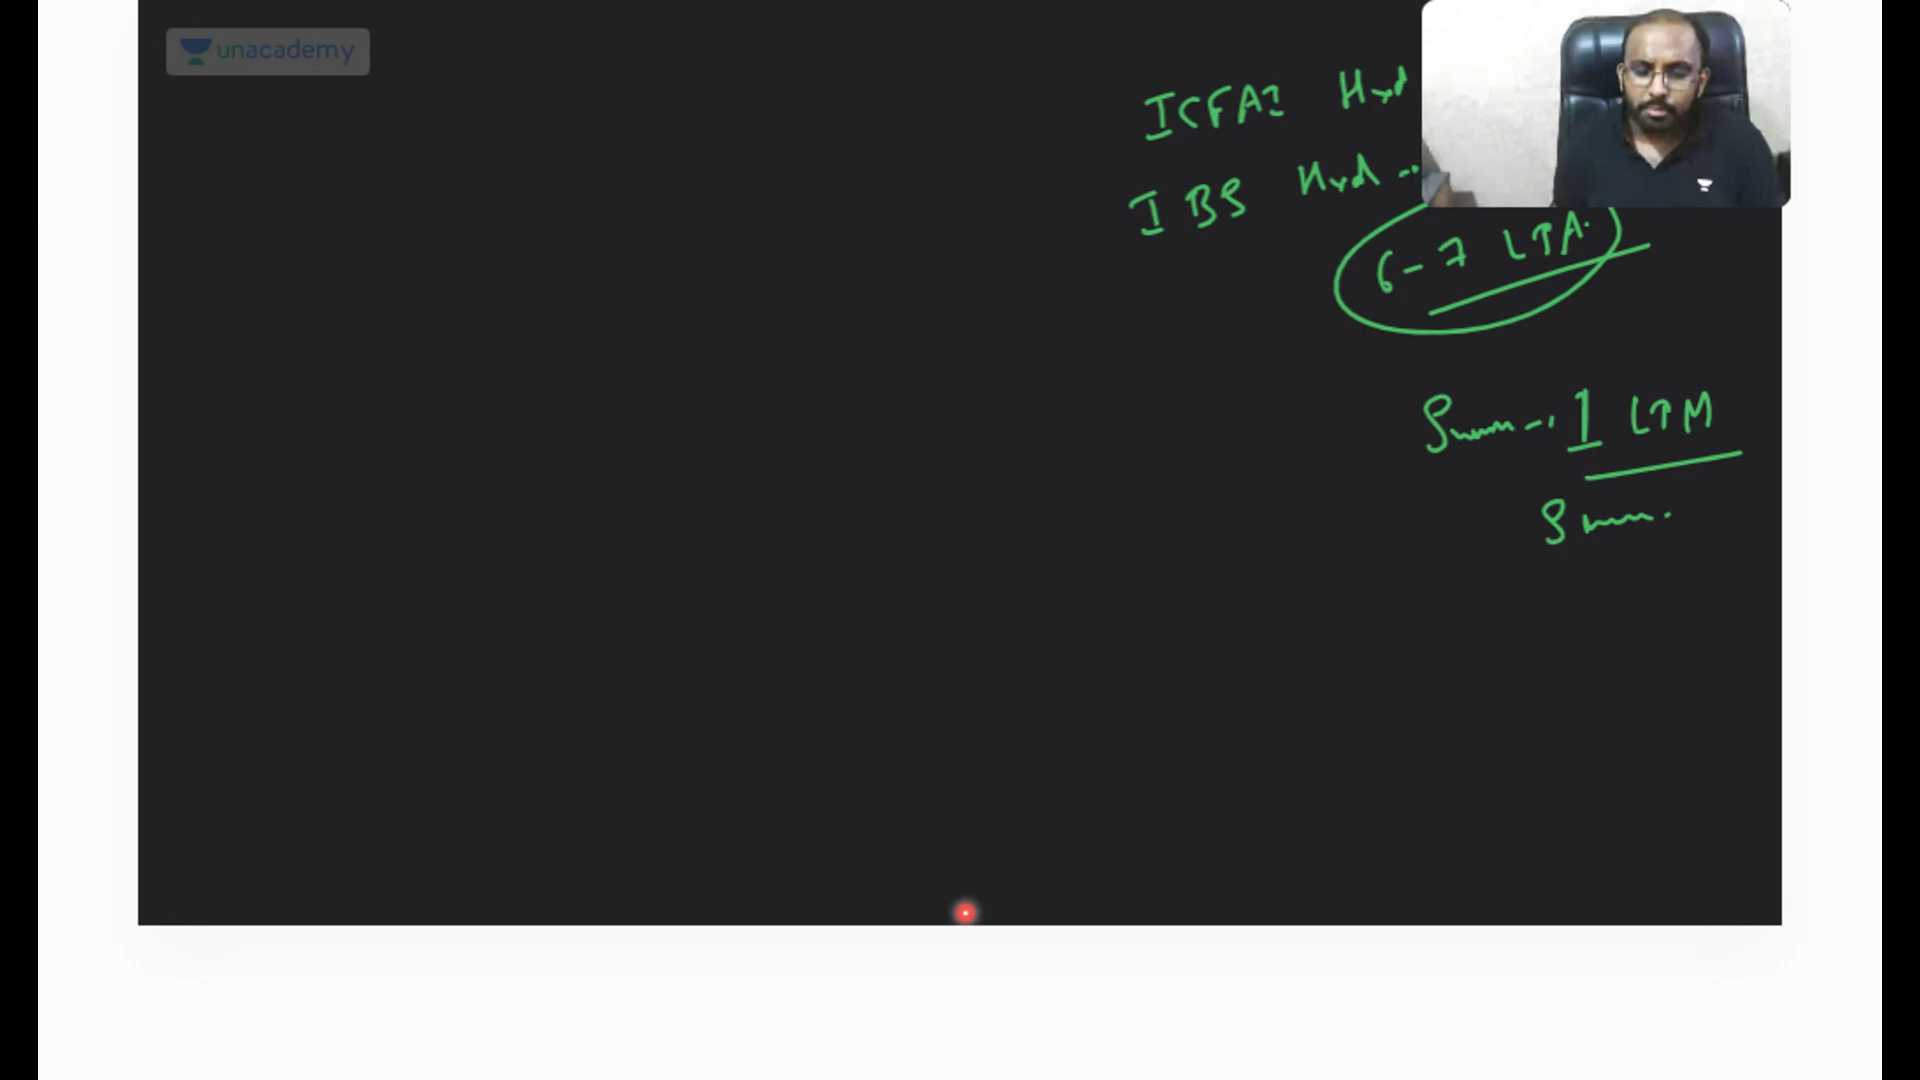 unacademy
ICFAI Hyd
IBS Hyd
6-7 LPA.
1 LPM